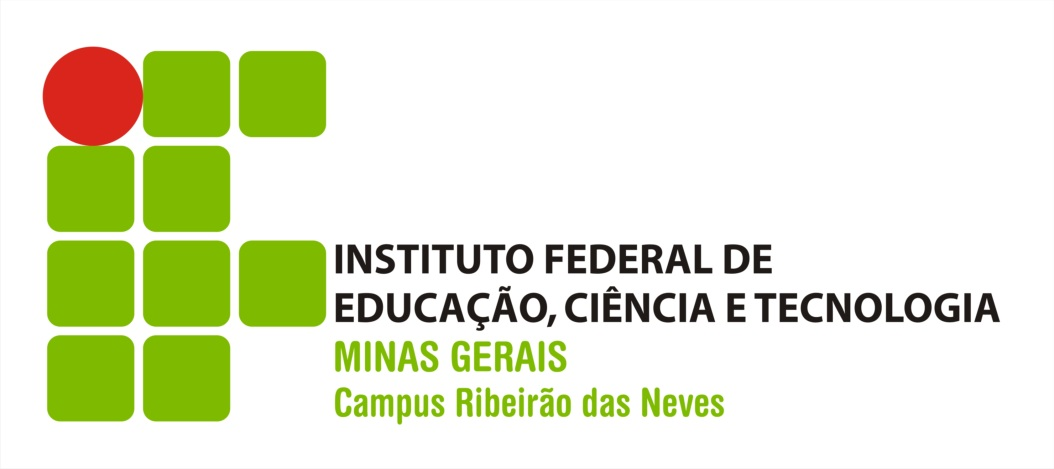 INSTITUTO FEDERAL DE
EDUCAÇÃO, CIÊNCIA E TECNOLOGIA
MINAS GERAIS
Campus Ribeirão das Neves